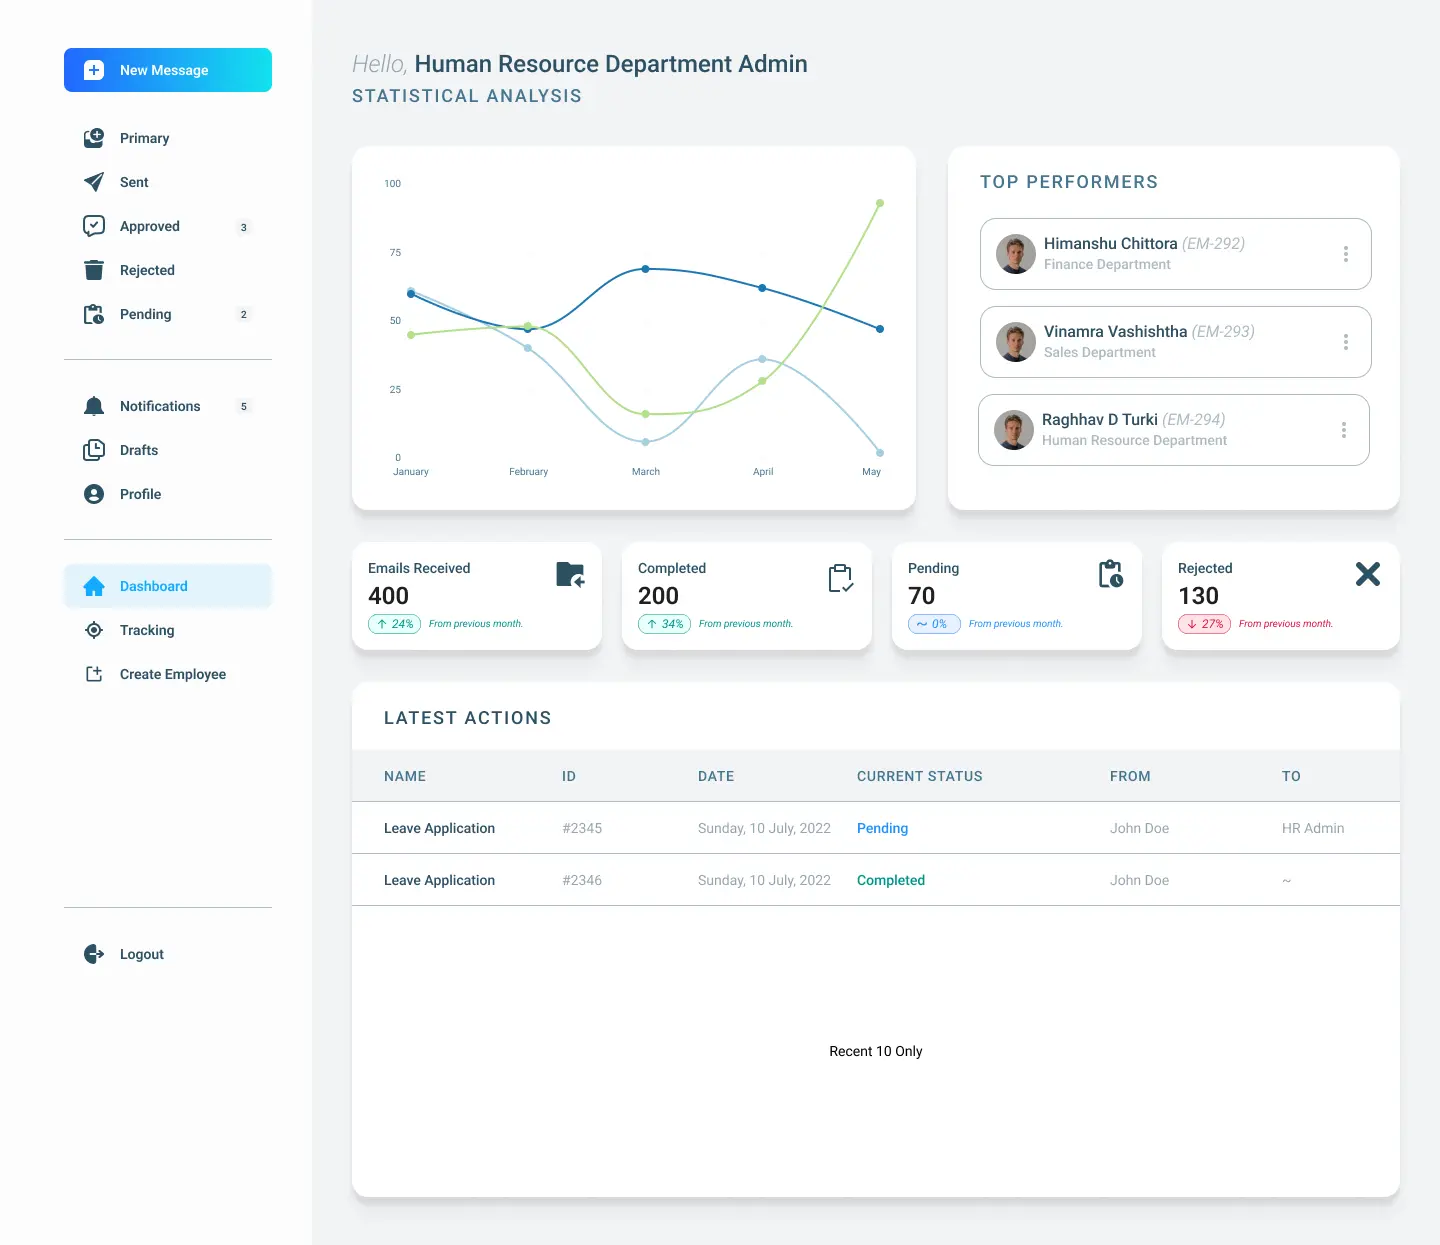 New Message
Primary
Sent
Approved 3
Rejected
Pending 2
Notifications 5
Drafts
Profile
Dashboard
Tracking
Create Employee
Logout
Hello, Human Resource Department Admin
STATISTICAL ANALYSIS
100
75
50
25
0
January February March April May
TOP PERFORMERS
Himanshu Chittora (EM-292)
Finance Department
Vinamra Vashishtha (EM-293)
Sales Department
Raghhav D Turki (EM-294)
Human Resource Department
Emails Received
400
↑ 24% From previous month.
Completed
200
↑ 34% From previous month.
Pending
70
~ 0% From previous month.
Rejected
130
↓ 27% From previous month.
LATEST ACTIONS
NAME ID DATE CURRENT STATUS FROM TO
Leave Application #2345 Sunday, 10 July, 2022 Pending John Doe HR Admin
Leave Application #2346 Sunday, 10 July, 2022 Completed John Doe ~
Recent 10 Only